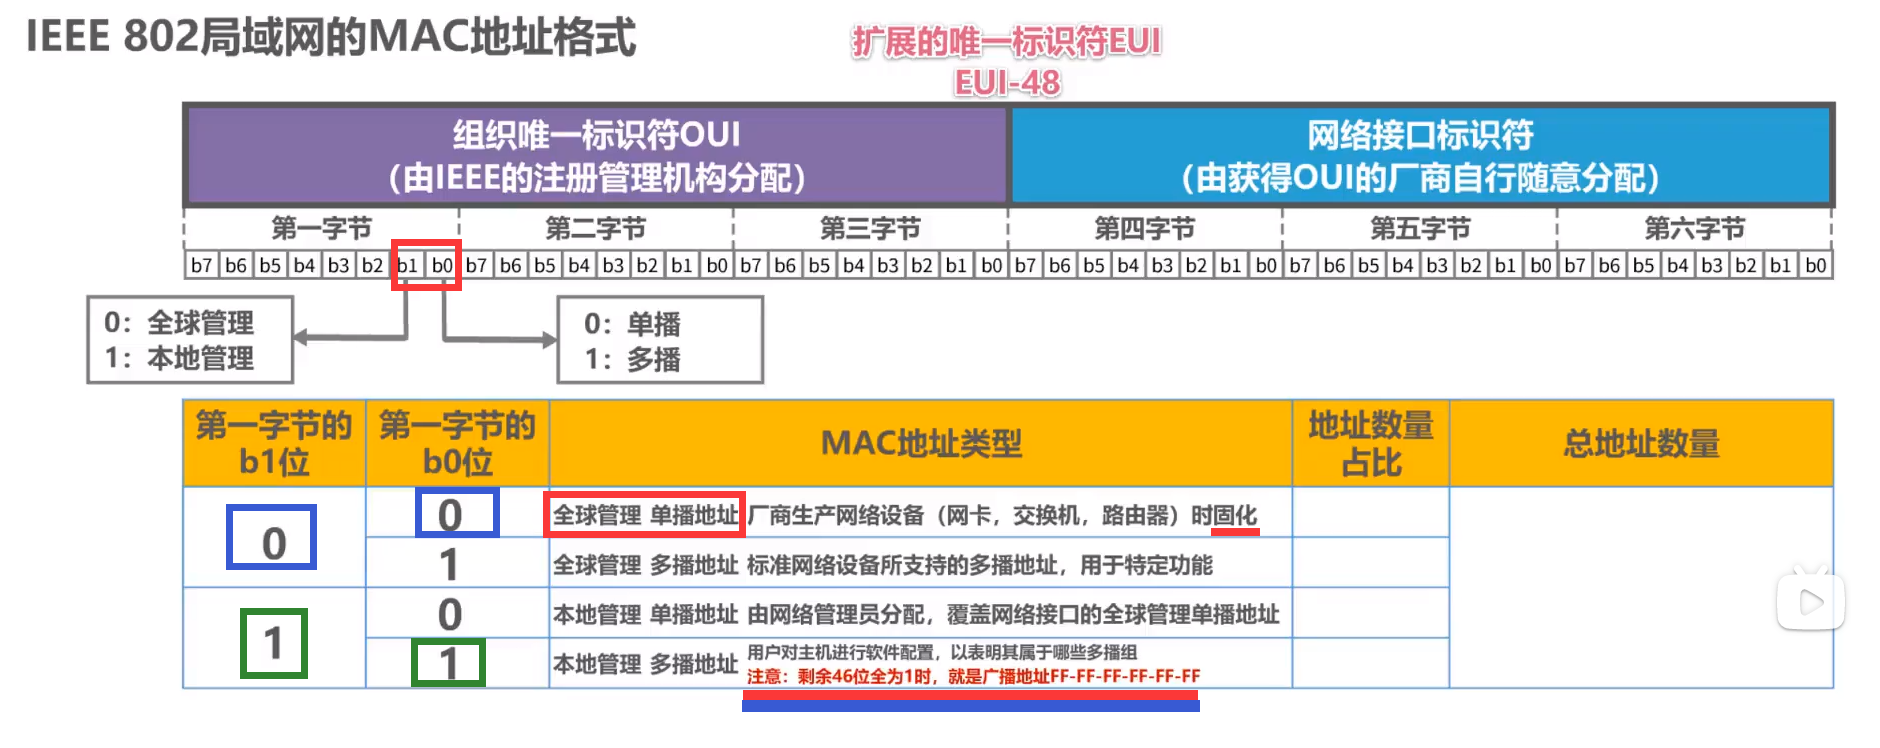 IEEE 802局域网的MAC地址格式
扩展的唯一标识符EUI
EUI-48
组织唯一标识符OUI
（由IEEE的注册管理机构分配）
网络接口标识符
（由获得OUI的厂商自行随意分配）
第一字节 第二字节 第三字节 第四字节 第五字节 第六字节
b7 b6 b5 b4 b3 b2 b1 b0 b7 b6 b5 b4 b3 b2 b1 b0 b7 b6 b5 b4 b3 b2 b1 b0 b7 b6 b5 b4 b3 b2 b1 b0 b7 b6 b5 b4 b3 b2 b1 b0 b7 b6 b5 b4 b3 b2 b1 b0
0：全球管理
1：本地管理
0：单播
1：多播
第一字节的
b1位
第一字节的
b0位
MAC地址类型
地址数量
占比
总地址数量
0
0
全球管理 单播地址 厂商生产网络设备（网卡，交换机，路由器）时固化
1
全球管理 多播地址 标准网络设备所支持的多播地址，用于特定功能
1
0
本地管理 单播地址 由网络管理员分配，覆盖网络接口的全球管理单播地址
1
本地管理 多播地址
用户对主机进行软件配置，以表明其属于哪些多播组
注意：剩余46位全为1时，就是广播地址FF-FF-FF-FF-FF-FF